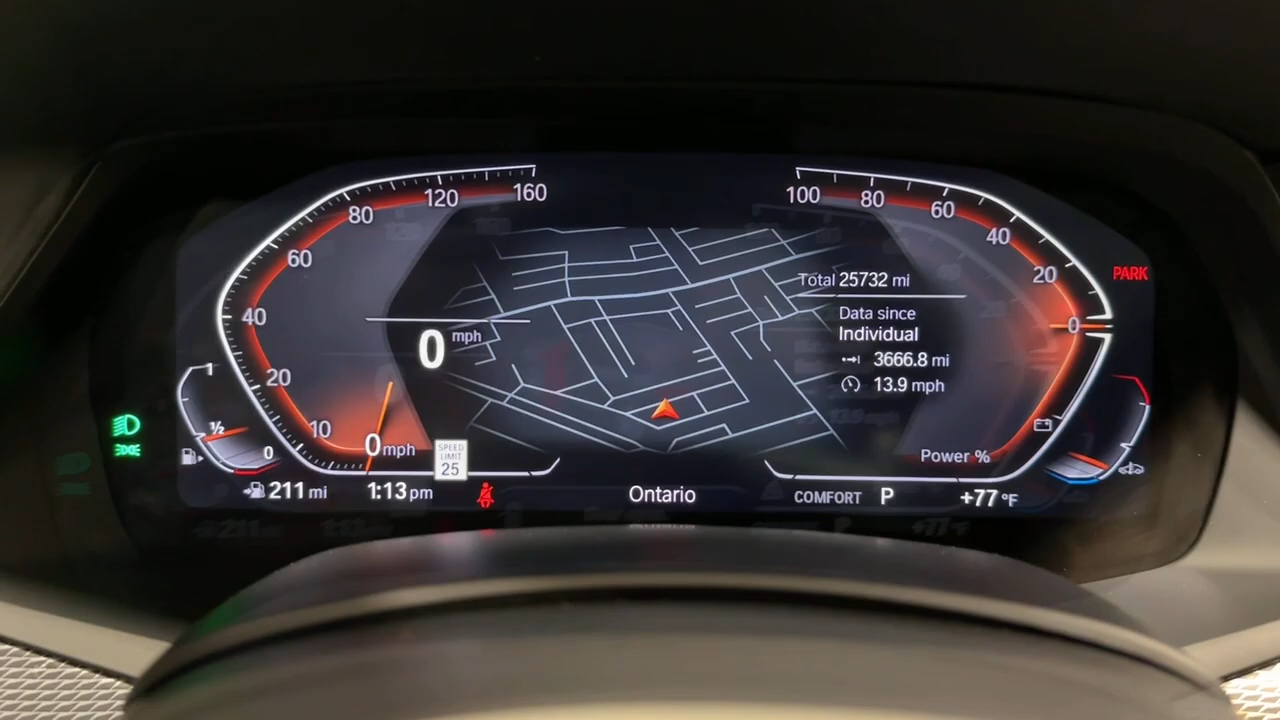 160
120
80
60
40
20
10
0 mph
0 mph
SPEED
LIMIT
25
1
1/2
0
211 mi
1:13 pm
Ontario
100
80
60
40
20
0
PARK
Total 25732 mi
Data since
Individual
3666.8 mi
13.9 mph
Power %
COMFORT P
+77 °F